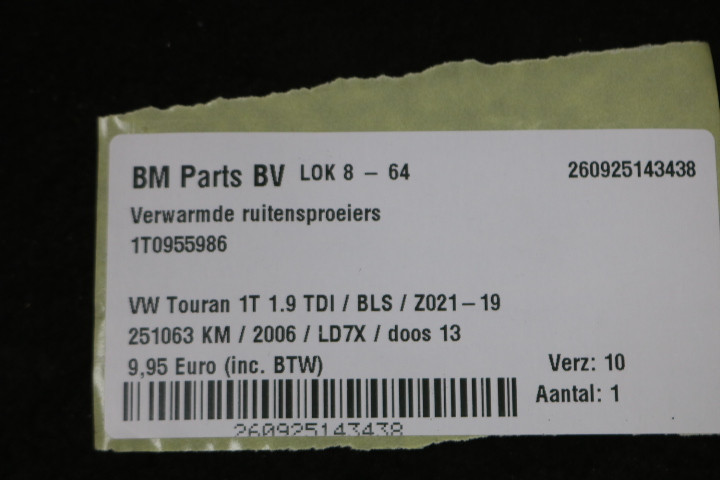 BM Parts BV LOK 8 - 64 260925143438
Verwarmde ruitensproeiers
1T0955986
VW Touran 1T 1.9 TDI / BLS / Z021-19
251063 KM / 2006 / LD7X / doos 13
9,95 Euro (inc. BTW) Verz: 10
Aantal: 1
260925143438